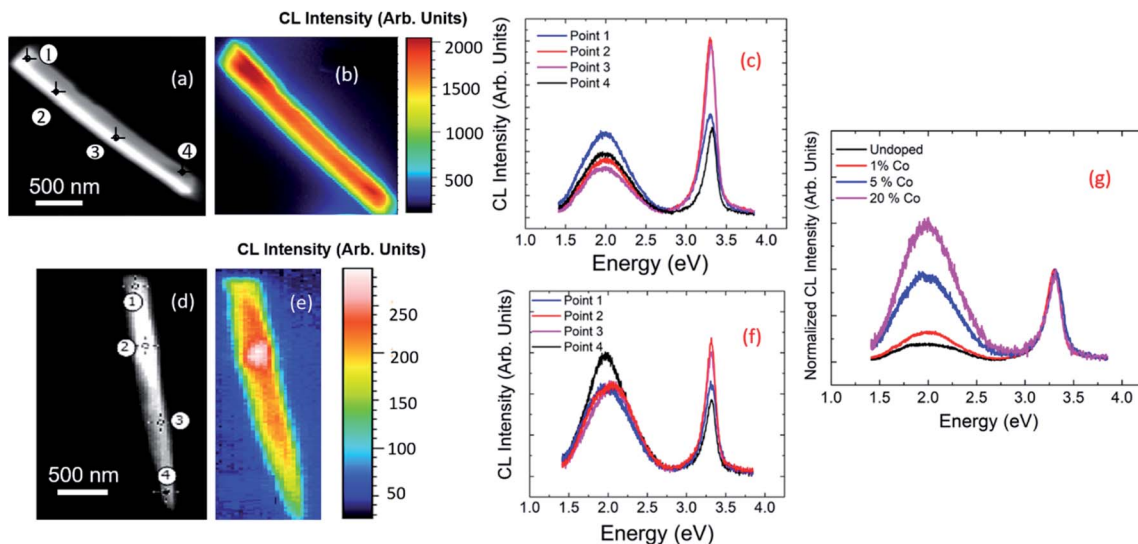 CL Intensity (Arb. Units)
(a)
①
②
③
④
500 nm
(b)
2000
1500
1000
500
CL Intensity (Arb. Units)
Point 1
Point 2
Point 3
Point 4
(c)
1.0 1.5 2.0 2.5 3.0 3.5 4.0
Energy (eV)
CL Intensity (Arb. Units)
(d)
1
2
3
4
500 nm
(e)
250
200
150
100
50
CL Intensity (Arb. Units)
Point 1
Point 2
Point 3
Point 4
(f)
1.0 1.5 2.0 2.5 3.0 3.5 4.0
Energy (eV)
Normalized CL Intensity (Arb. Units)
Undoped
1% Co
5 % Co
20 % Co
(g)
1.0 1.5 2.0 2.5 3.0 3.5 4.0
Energy (eV)